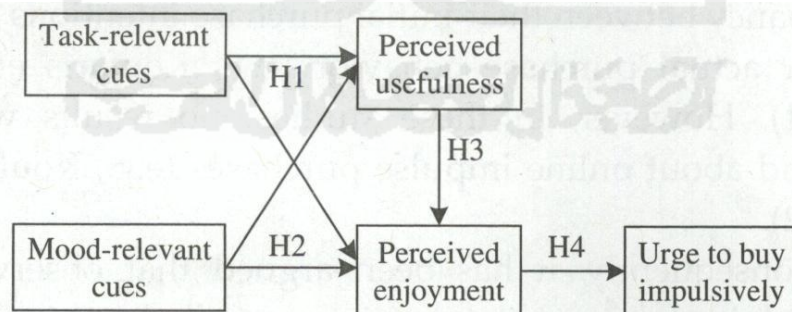 Task-relevant
cues
H1
Perceived
usefulness
H3
Mood-relevant
cues
H2
Perceived
enjoyment
H4
Urge to buy
impulsively